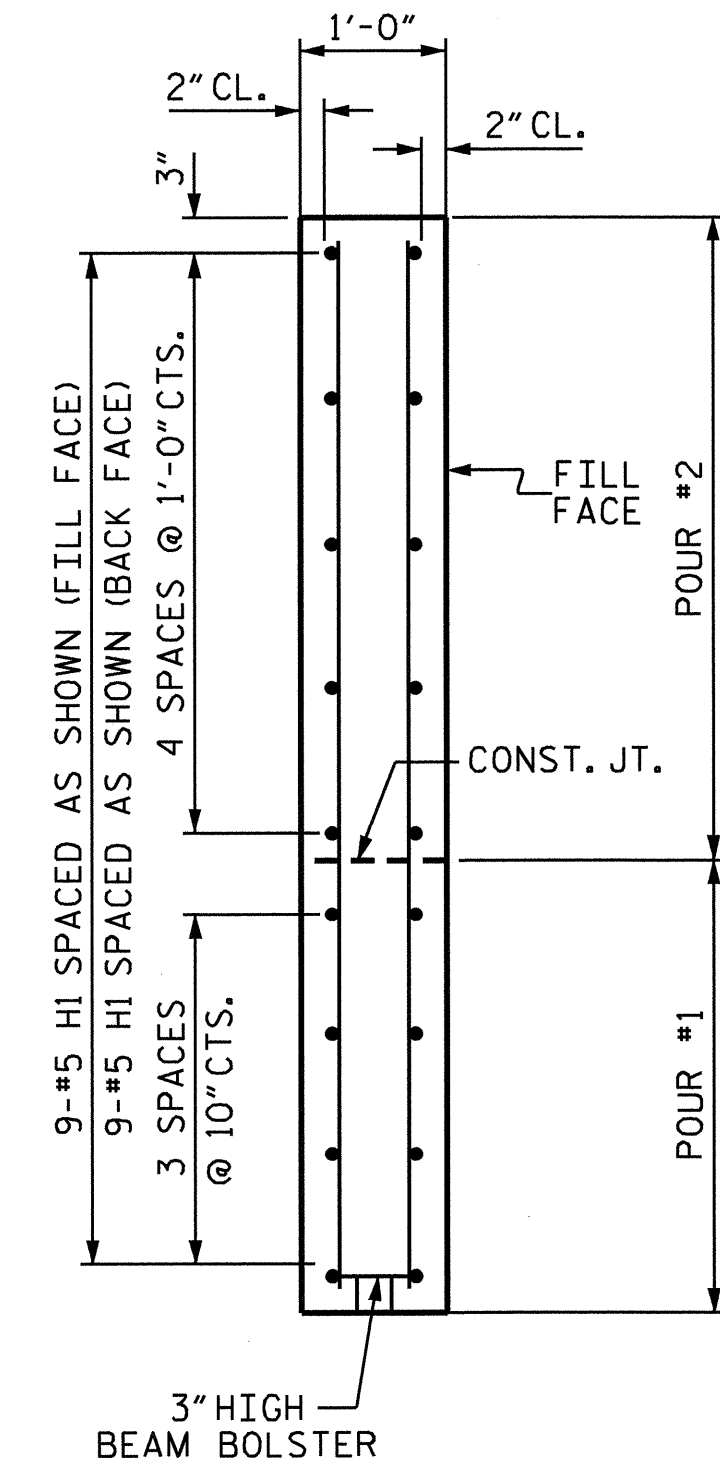 1'-0"
2" CL.
2" CL.
3"
9-#5 H1 SPACED AS SHOWN (FILL FACE)
9-#5 H1 SPACED AS SHOWN (BACK FACE)
4 SPACES @ 1'-0" CTS.
FILL
FACE
POUR #2
CONST. JT.
3 SPACES
@ 10" CTS.
POUR #1
3" HIGH
BEAM BOLSTER